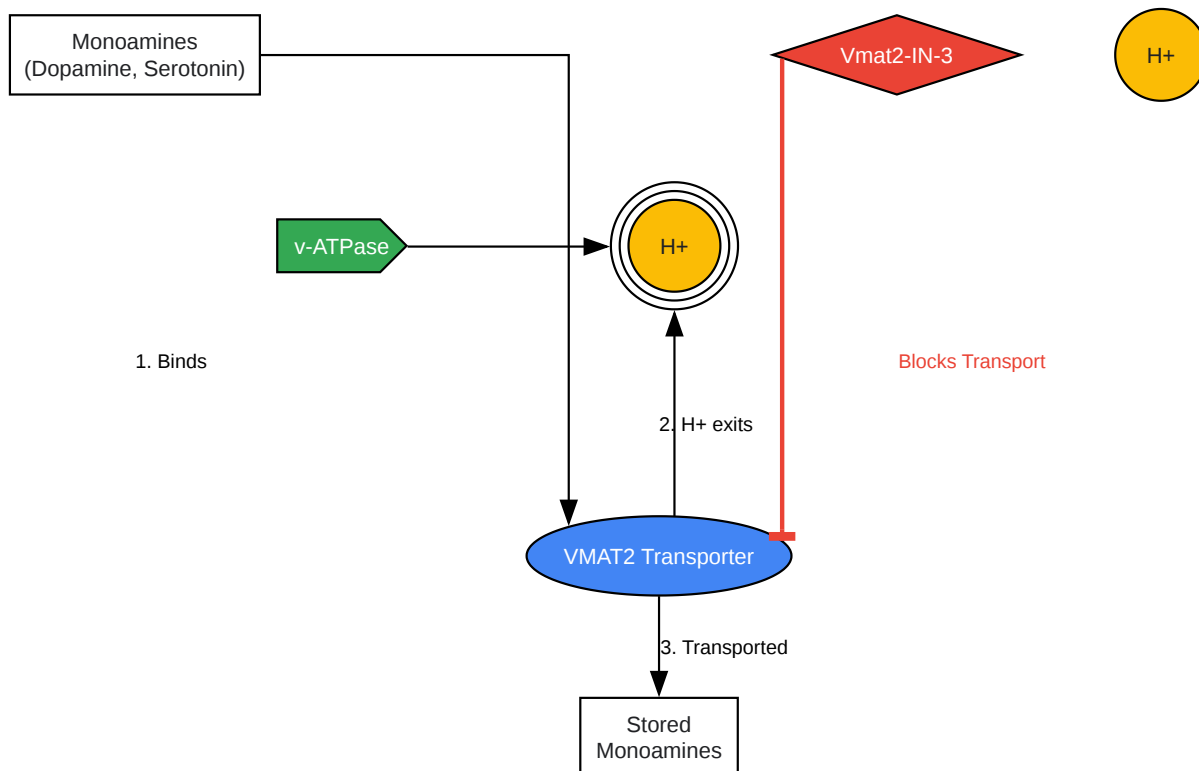 Monoamines
(Dopamine, Serotonin)
Vmat2-IN-3
H+
v-ATPase
H+
1. Binds
Blocks Transport
2. H+ exits
VMAT2 Transporter
3. Transported
Stored
Monoamines